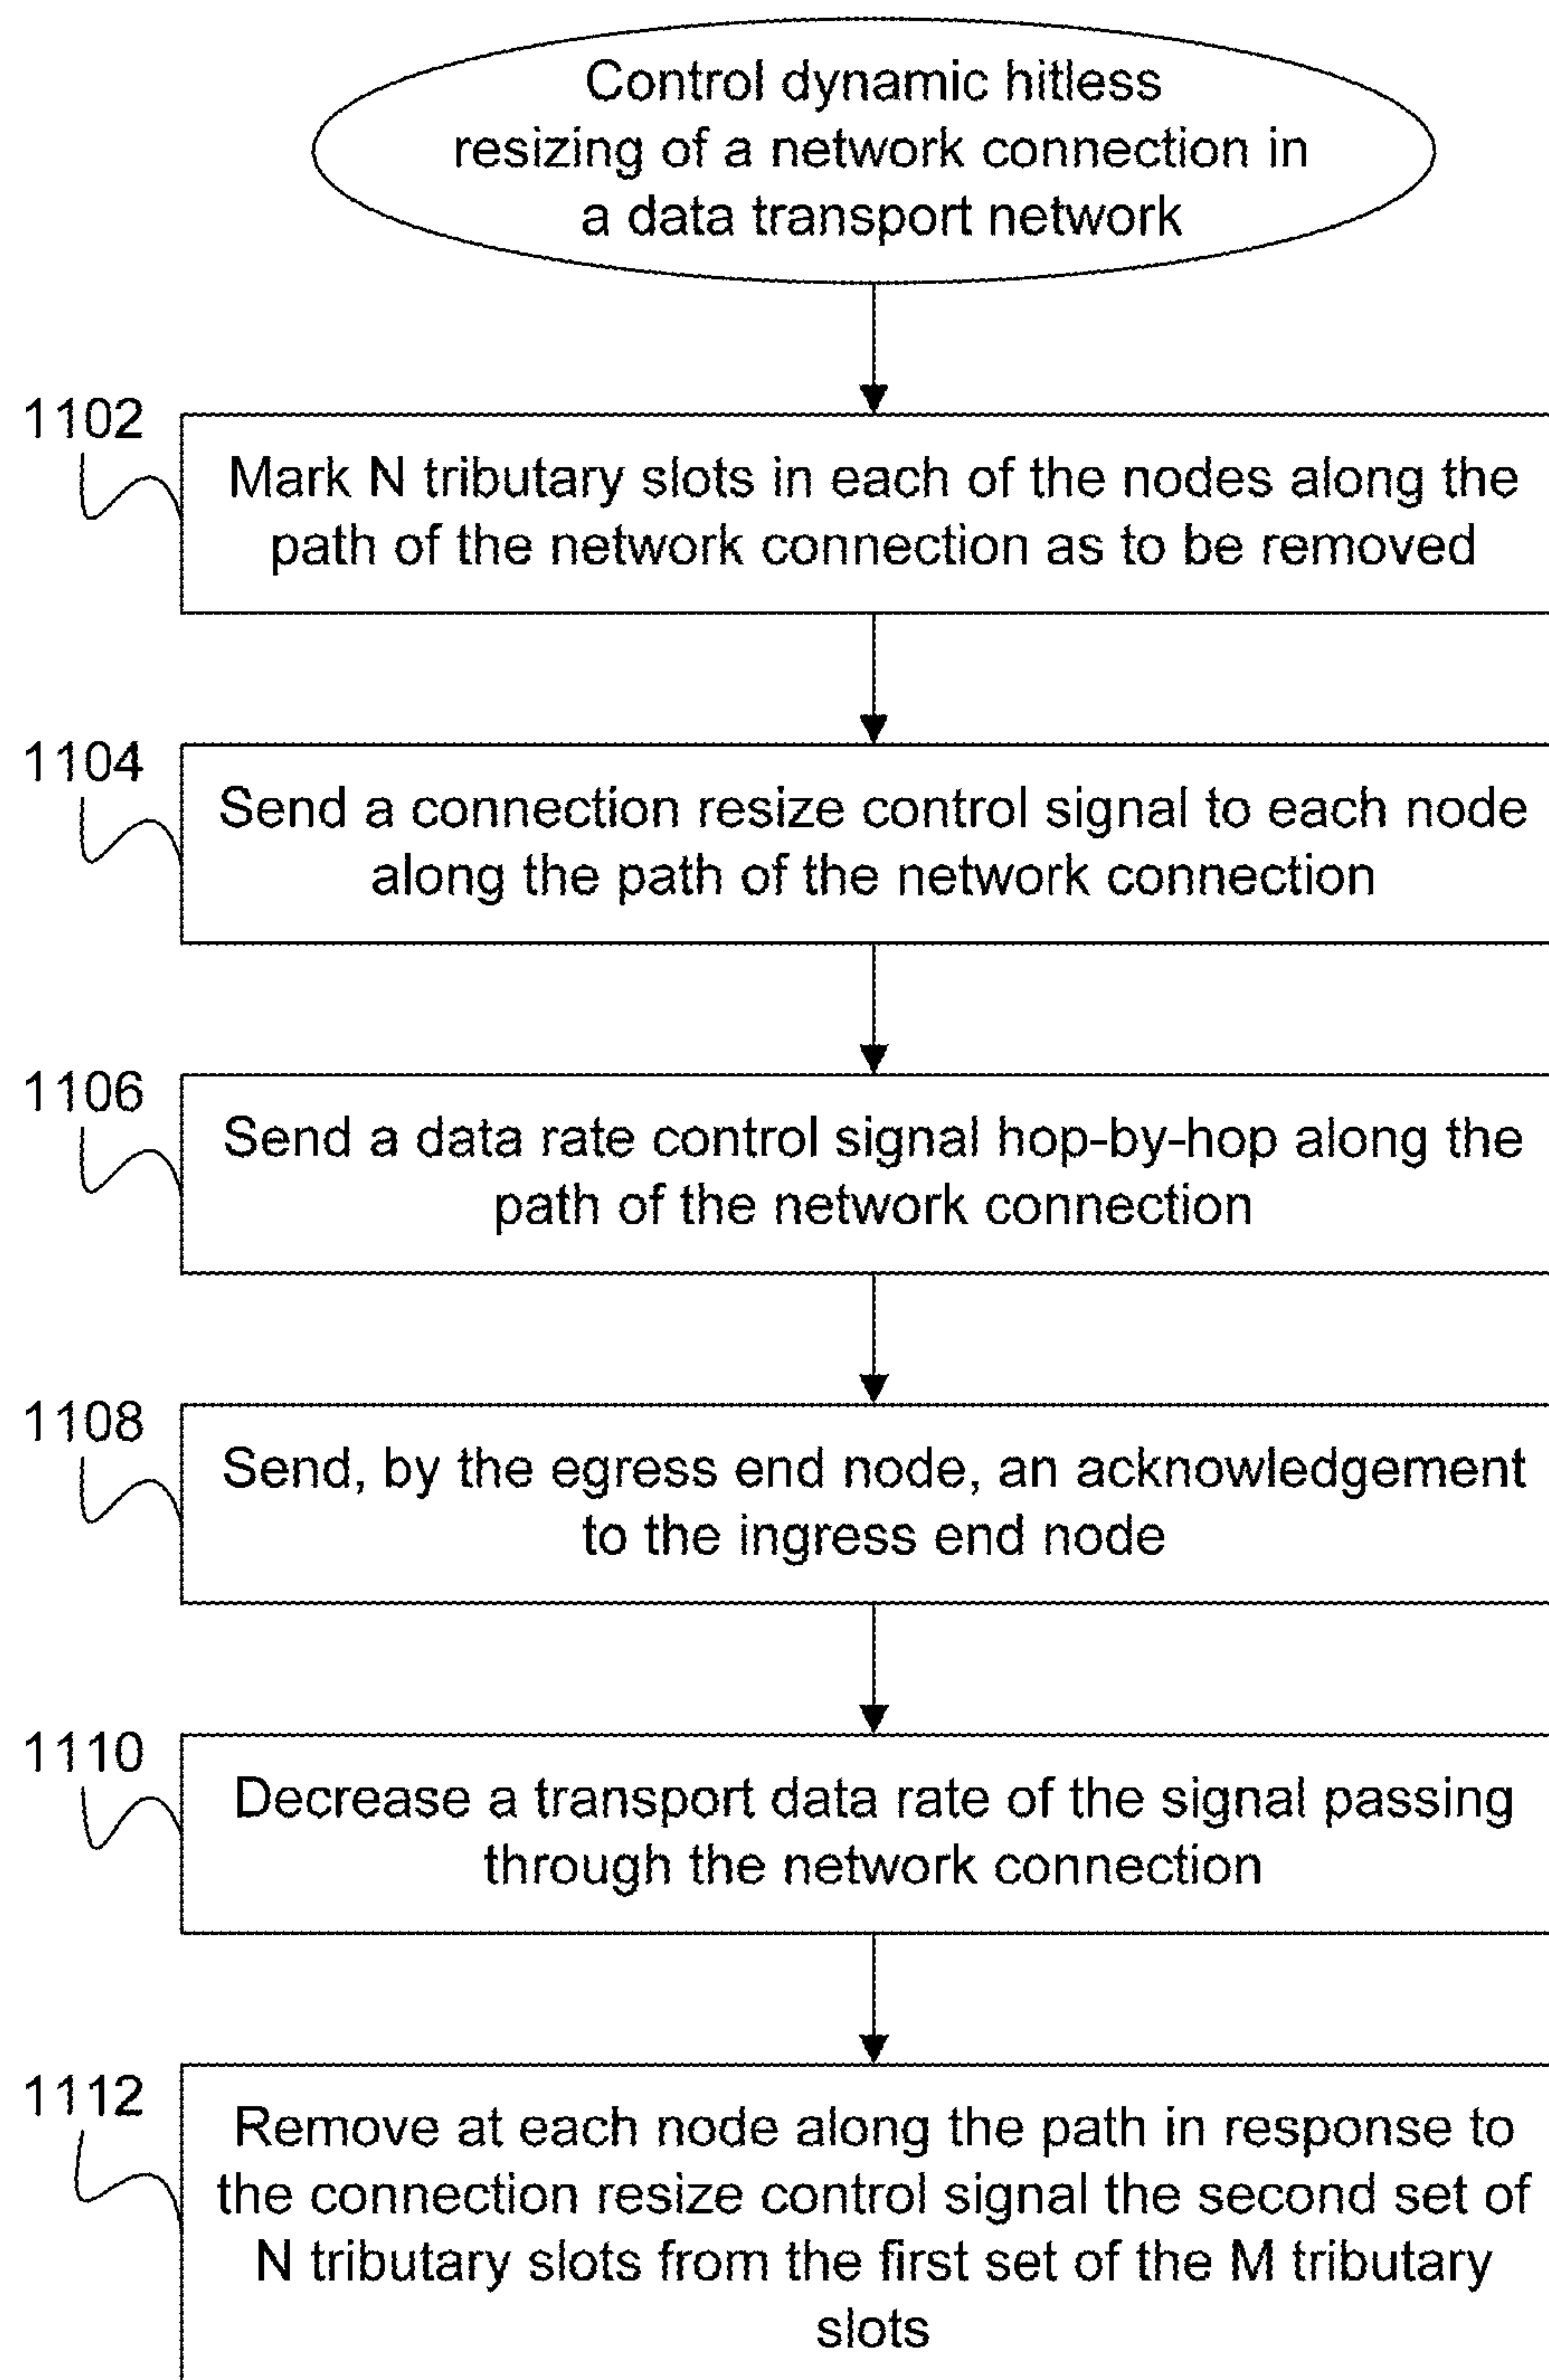 Control dynamic hitless
resizing of a network connection in
a data transport network
1102
Mark N tributary slots in each of the nodes along the
path of the network connection as to be removed
1104
Send a connection resize control signal to each node
along the path of the network connection
1106
Send a data rate control signal hop-by-hop along the
path of the network connection
1108
Send, by the egress end node, an acknowledgement
to the ingress end node
1110
Decrease a transport data rate of the signal passing
through the network connection
1112
Remove at each node along the path in response to
the connection resize control signal the second set of
N tributary slots from the first set of the M tributary
slots